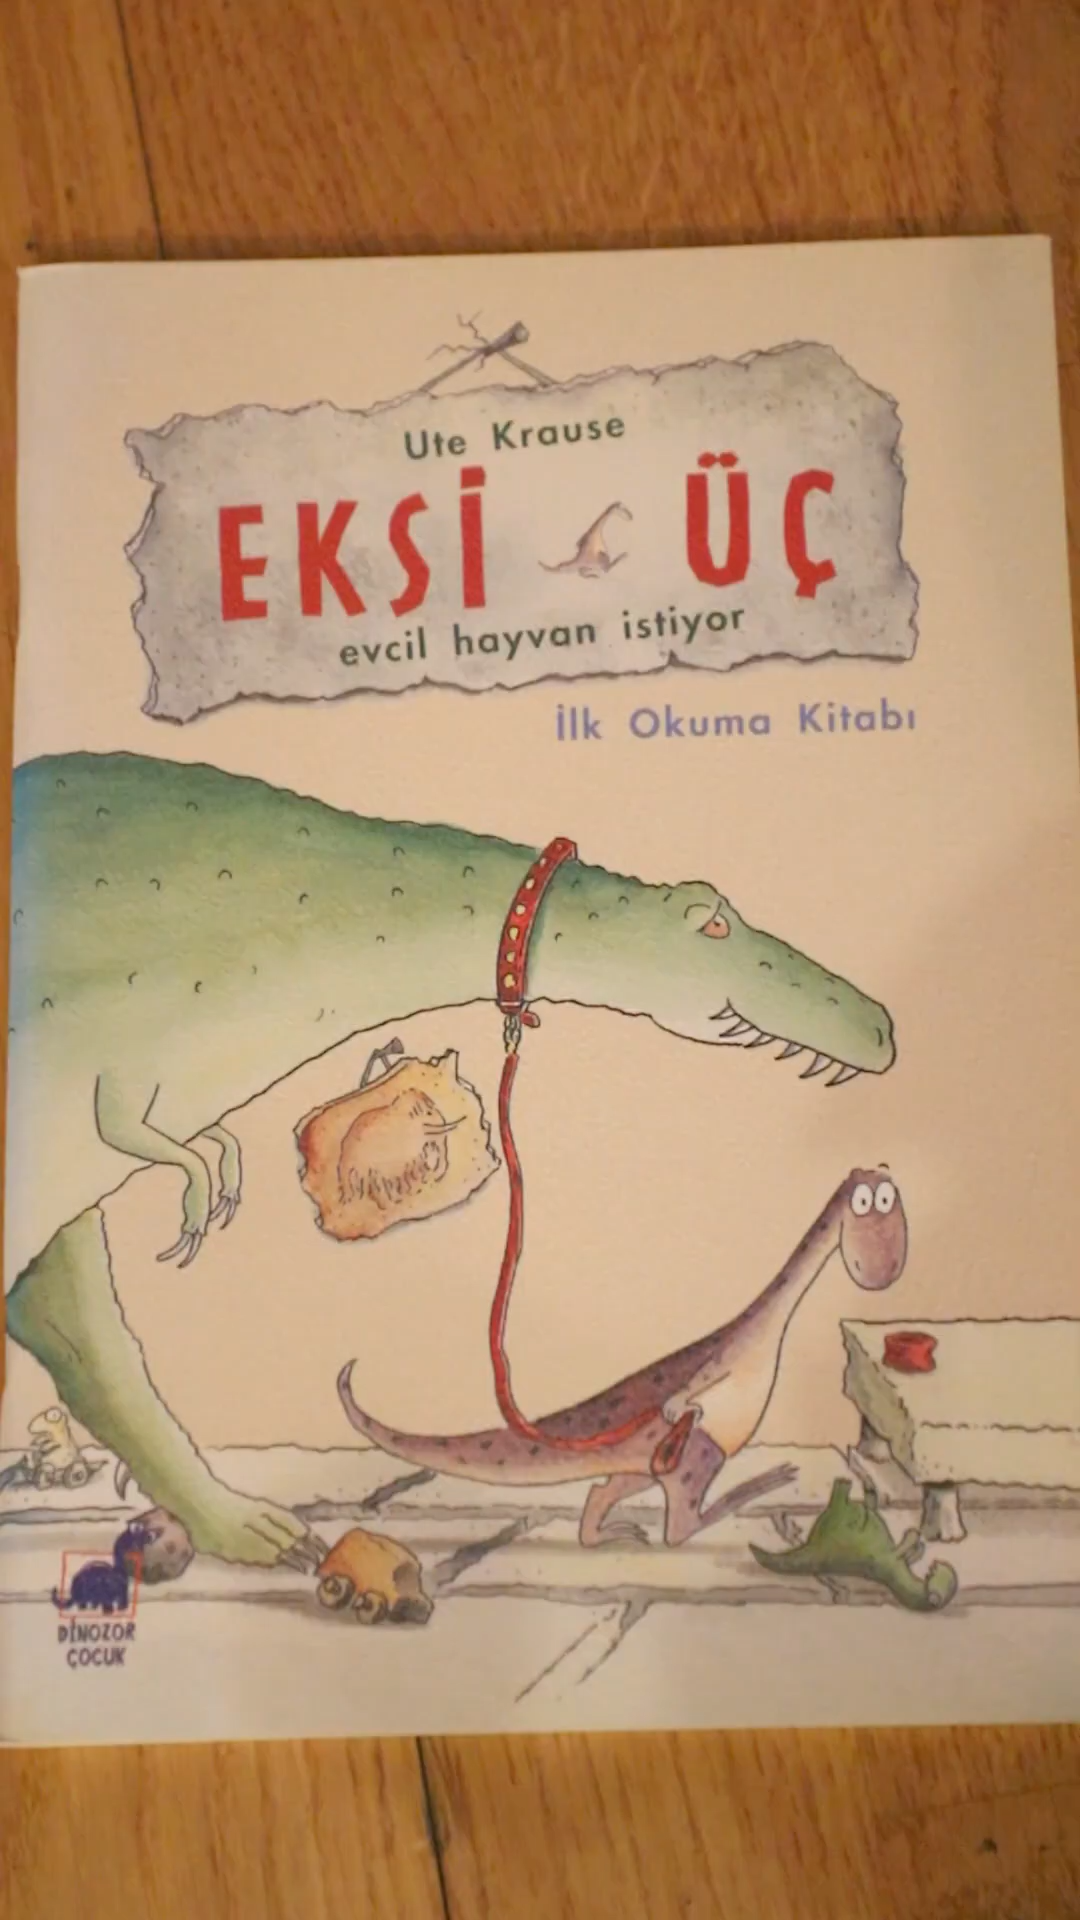 Ute Krause
EKSİ ÜÇ
evcil hayvan istiyor
İlk Okuma Kitabı
DİNOZOR
ÇOCUK